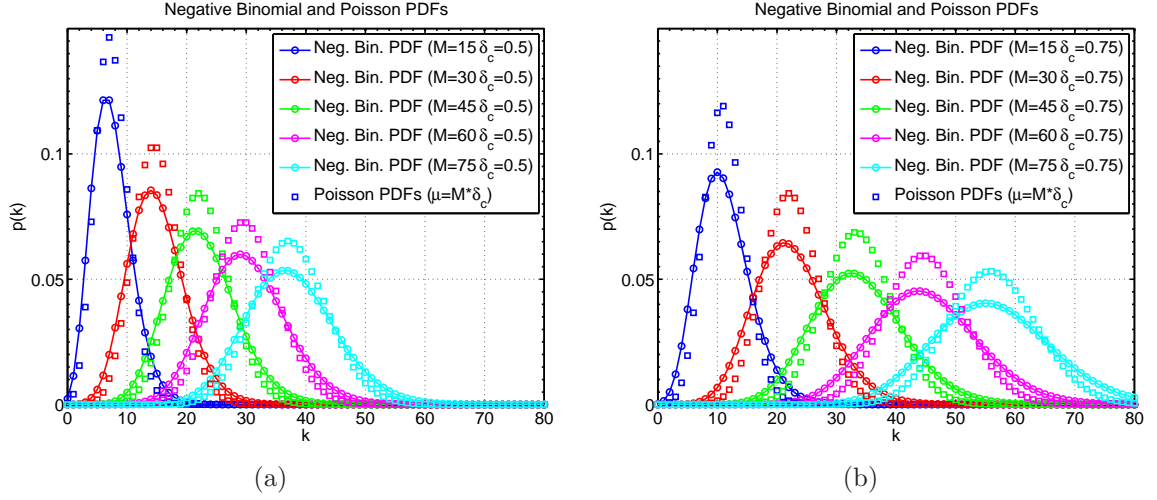 Negative Binomial and Poisson PDFs
Neg. Bin. PDF (M=15 δc=0.5)
Neg. Bin. PDF (M=30 δc=0.5)
Neg. Bin. PDF (M=45 δc=0.5)
Neg. Bin. PDF (M=60 δc=0.5)
Neg. Bin. PDF (M=75 δc=0.5)
Poisson PDFs (μ=M*δc)
p(k)
0.1
0.05
0
0 10 20 30 40 50 60 70 80
k
(a)
Negative Binomial and Poisson PDFs
Neg. Bin. PDF (M=15 δc=0.75)
Neg. Bin. PDF (M=30 δc=0.75)
Neg. Bin. PDF (M=45 δc=0.75)
Neg. Bin. PDF (M=60 δc=0.75)
Neg. Bin. PDF (M=75 δc=0.75)
Poisson PDFs (μ=M*δc)
p(k)
0.1
0.05
0
0 10 20 30 40 50 60 70 80
k
(b)